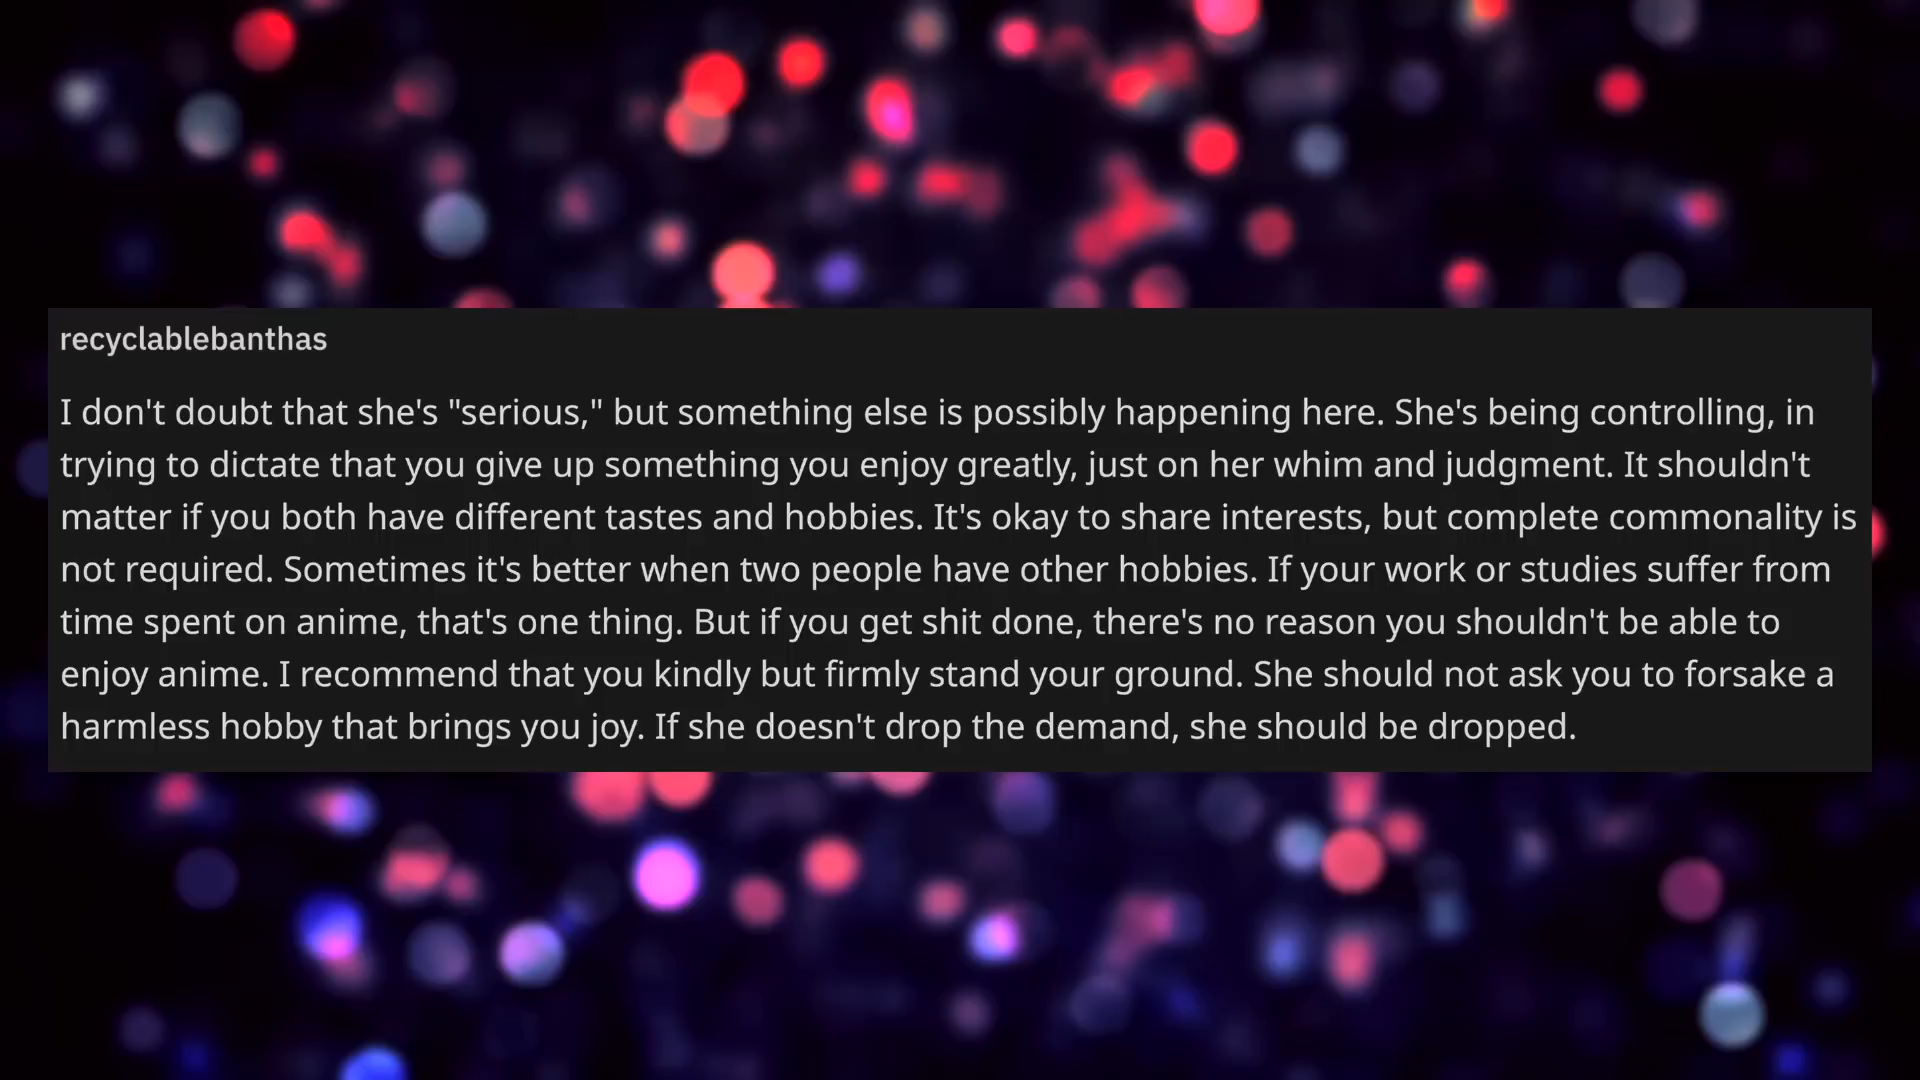 recyclablebanthas
I don't doubt that she's "serious," but something else is possibly happening here. She's being controlling, in
trying to dictate that you give up something you enjoy greatly, just on her whim and judgment. It shouldn't
matter if you both have different tastes and hobbies. It's okay to share interests, but complete commonality is
not required. Sometimes it's better when two people have other hobbies. If your work or studies suffer from
time spent on anime, that's one thing. But if you get shit done, there's no reason you shouldn't be able to
enjoy anime. I recommend that you kindly but firmly stand your ground. She should not ask you to forsake a
harmless hobby that brings you joy. If she doesn't drop the demand, she should be dropped.